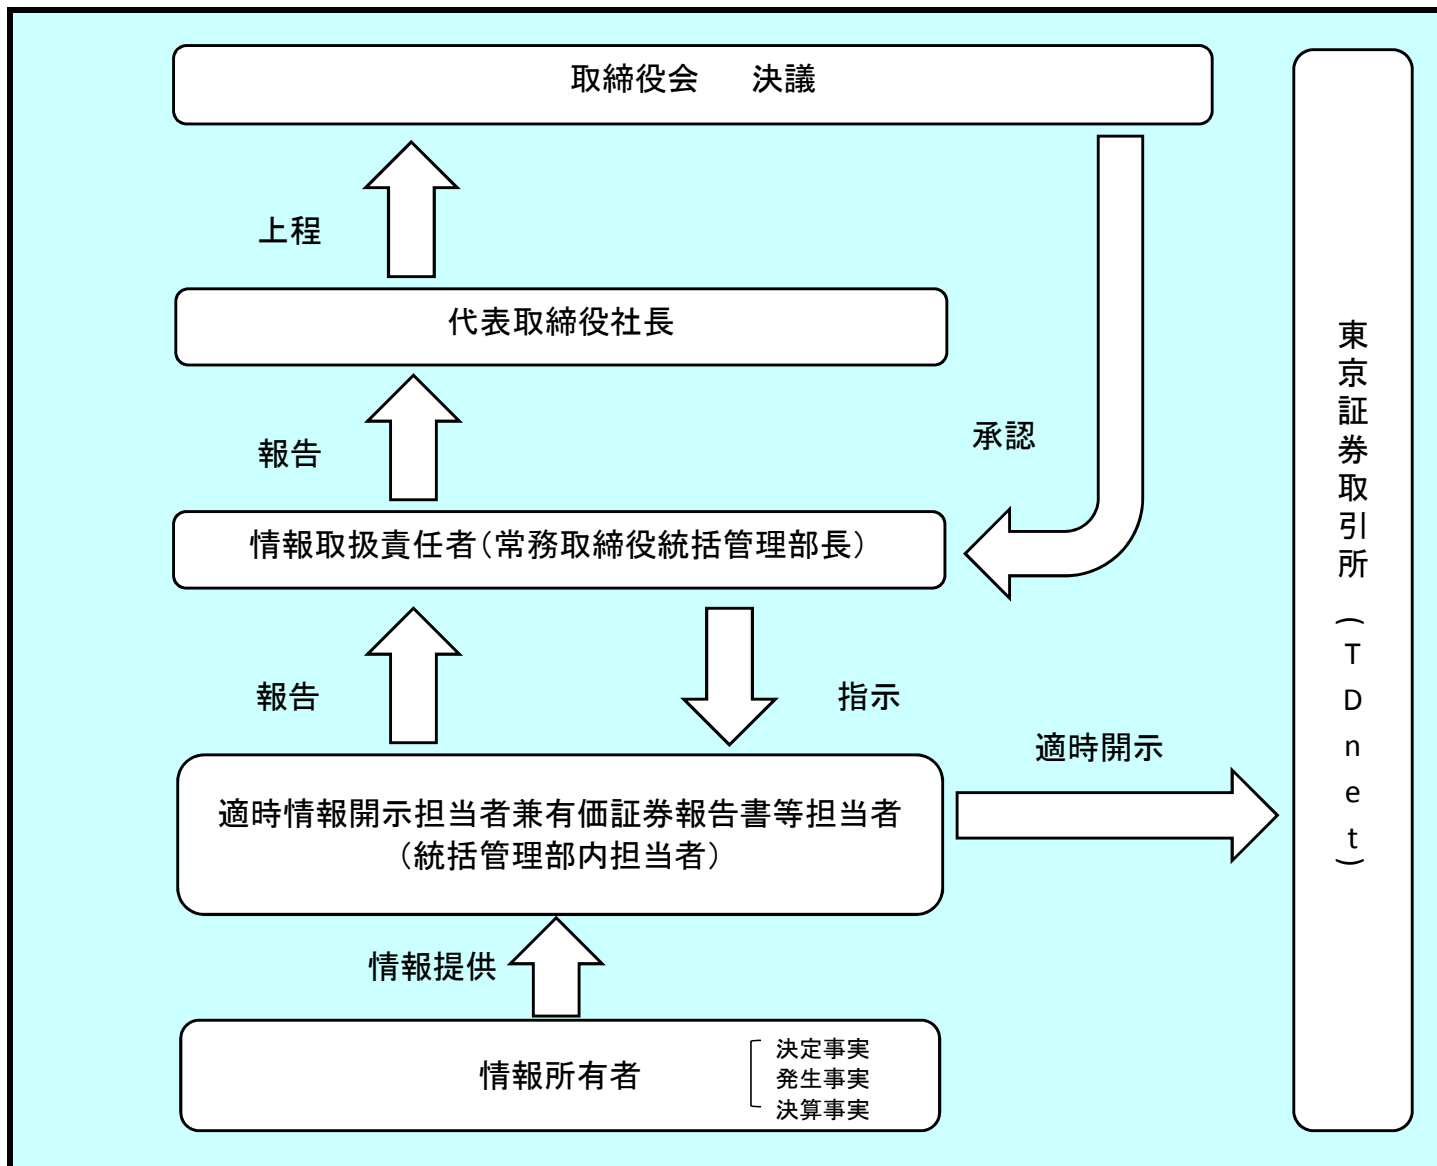 取締役会　決議
上程
代表取締役社長
報告
承認
情報取扱責任者（常務取締役統括管理部長）
報告
指示
適時情報開示担当者兼有価証券報告書等担当者
（統括管理部内担当者）
適時開示
情報提供
情報所有者
決定事実
発生事実
決算事実
東京証券取引所（TDnet）